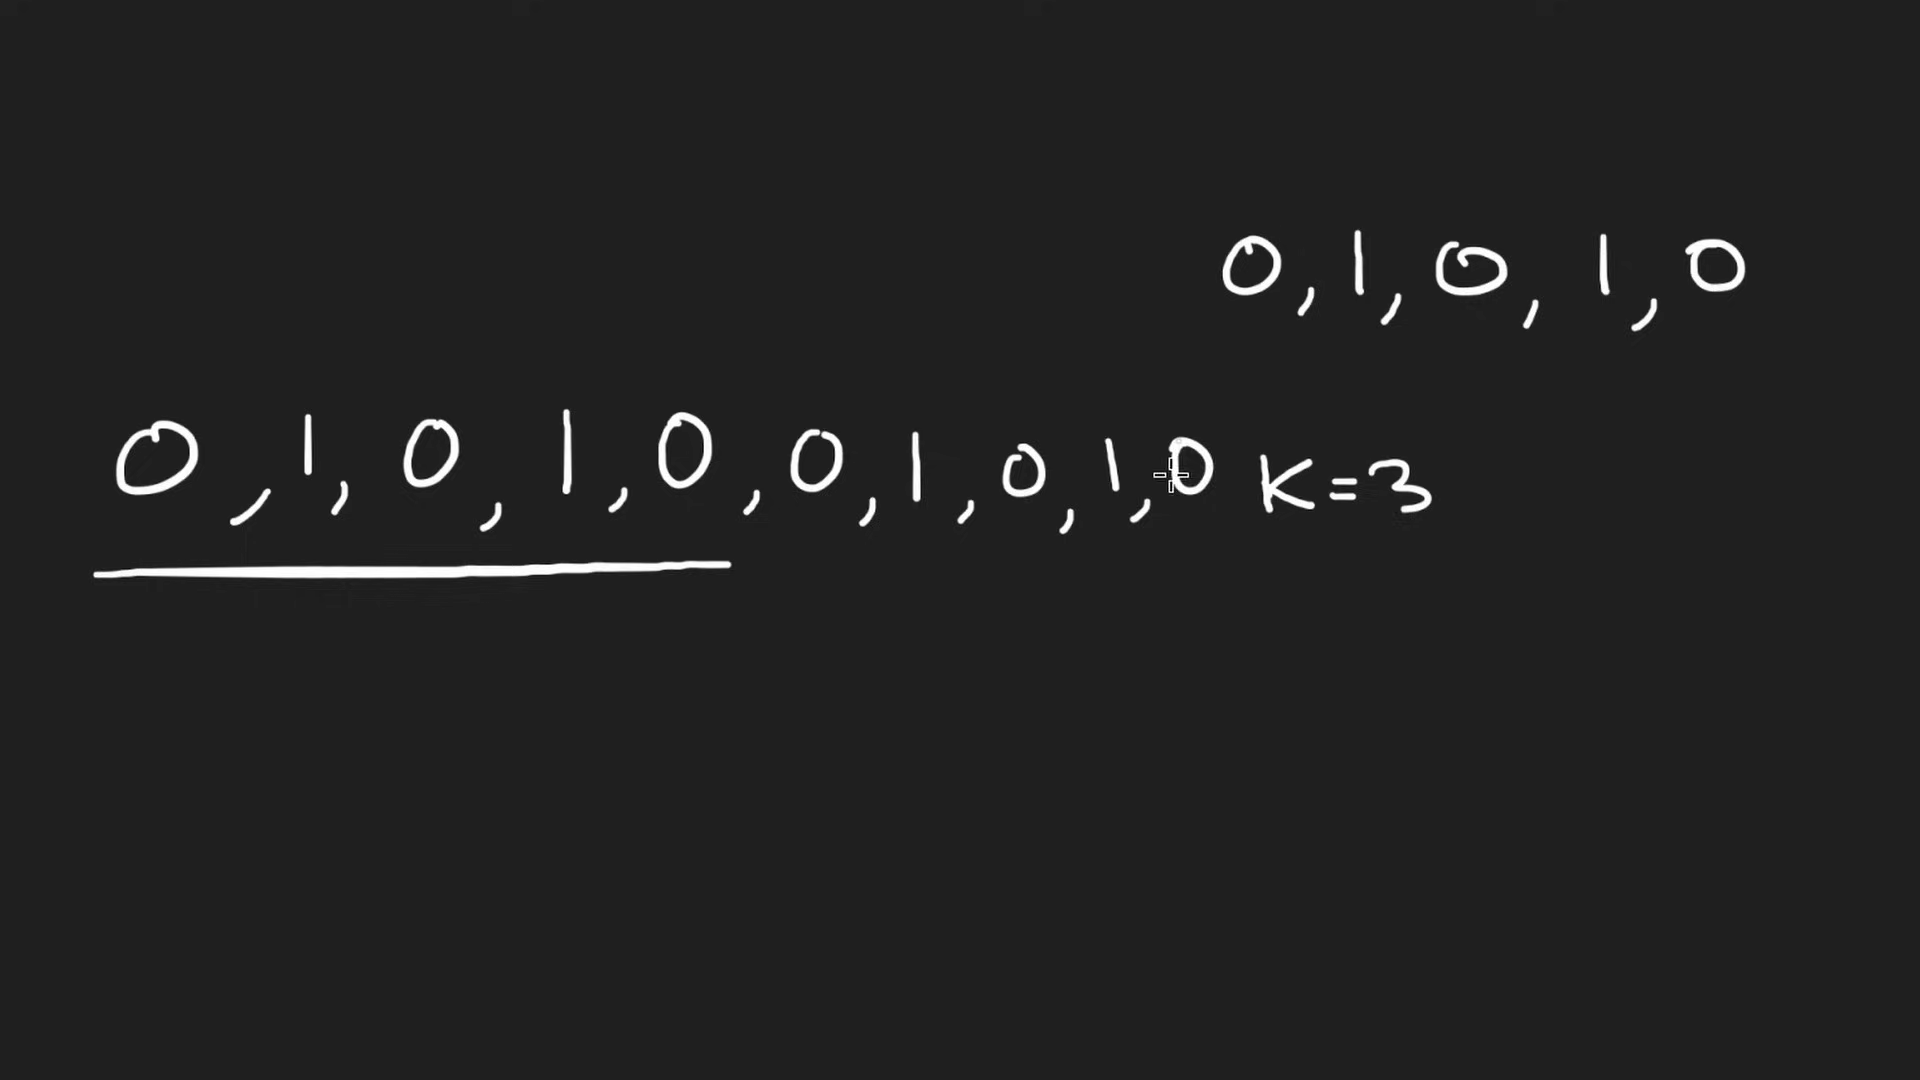 0, 1, 0, 1, 0
0, 1, 0, 1, 0, 0, 1, 0, 1, 0 K=3